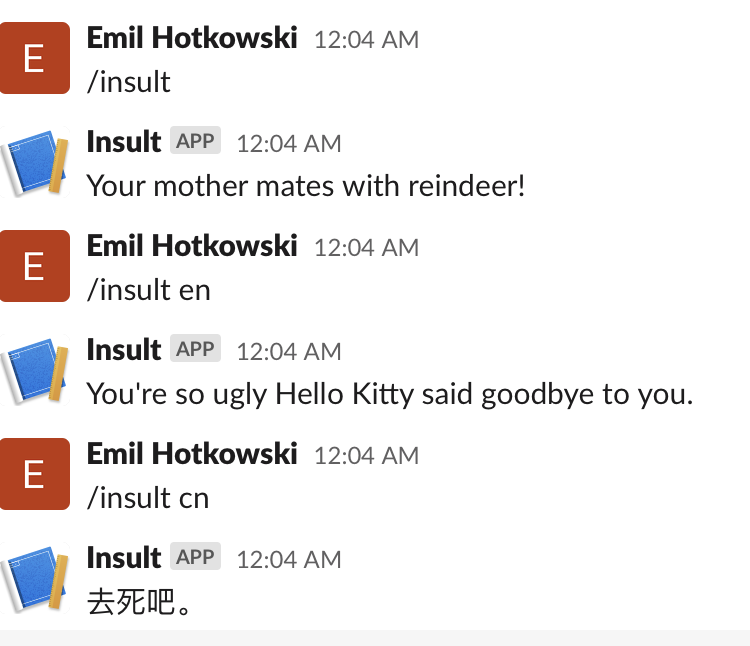 Emil Hotkowski 12:04 AM
E
/insult
Insult APP 12:04 AM
Your mother mates with reindeer!
Emil Hotkowski 12:04 AM
E
/insult en
Insult APP 12:04 AM
You're so ugly Hello Kitty said goodbye to you.
Emil Hotkowski 12:04 AM
E
/insult cn
Insult APP 12:04 AM
去死吧。